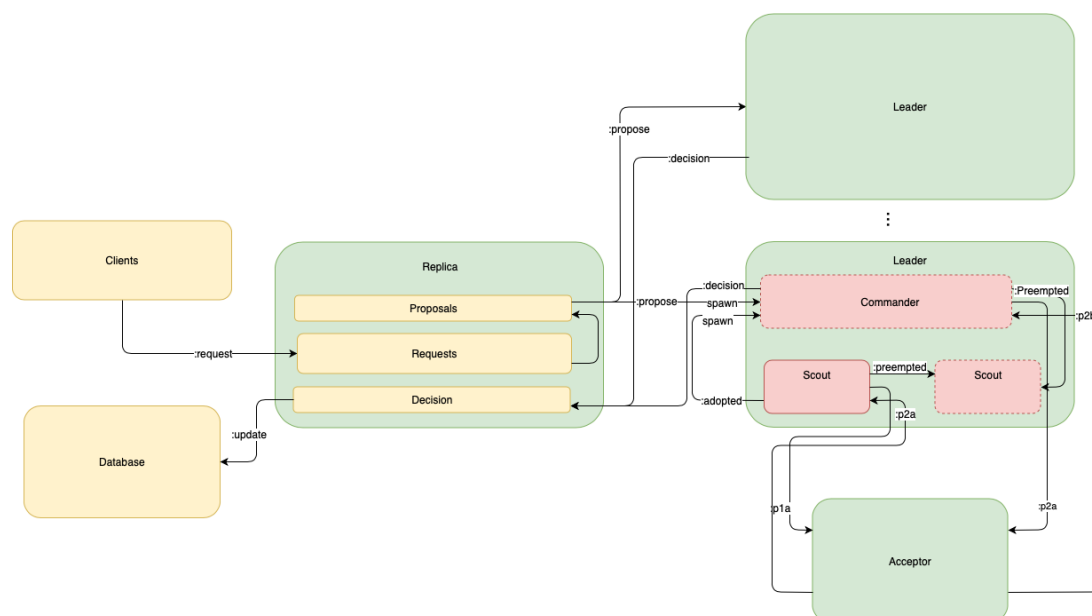 Leader
:propose
:decision
...
Clients
Replica
Leader
Proposals
:propose
:decision
spawn
spawn
Commander
:Preempted
:p2b
:request
Requests
Scout
:preempted
Scout
Decision
:adopted
:p2a
:update
Database
:p1a
:p2a
Acceptor